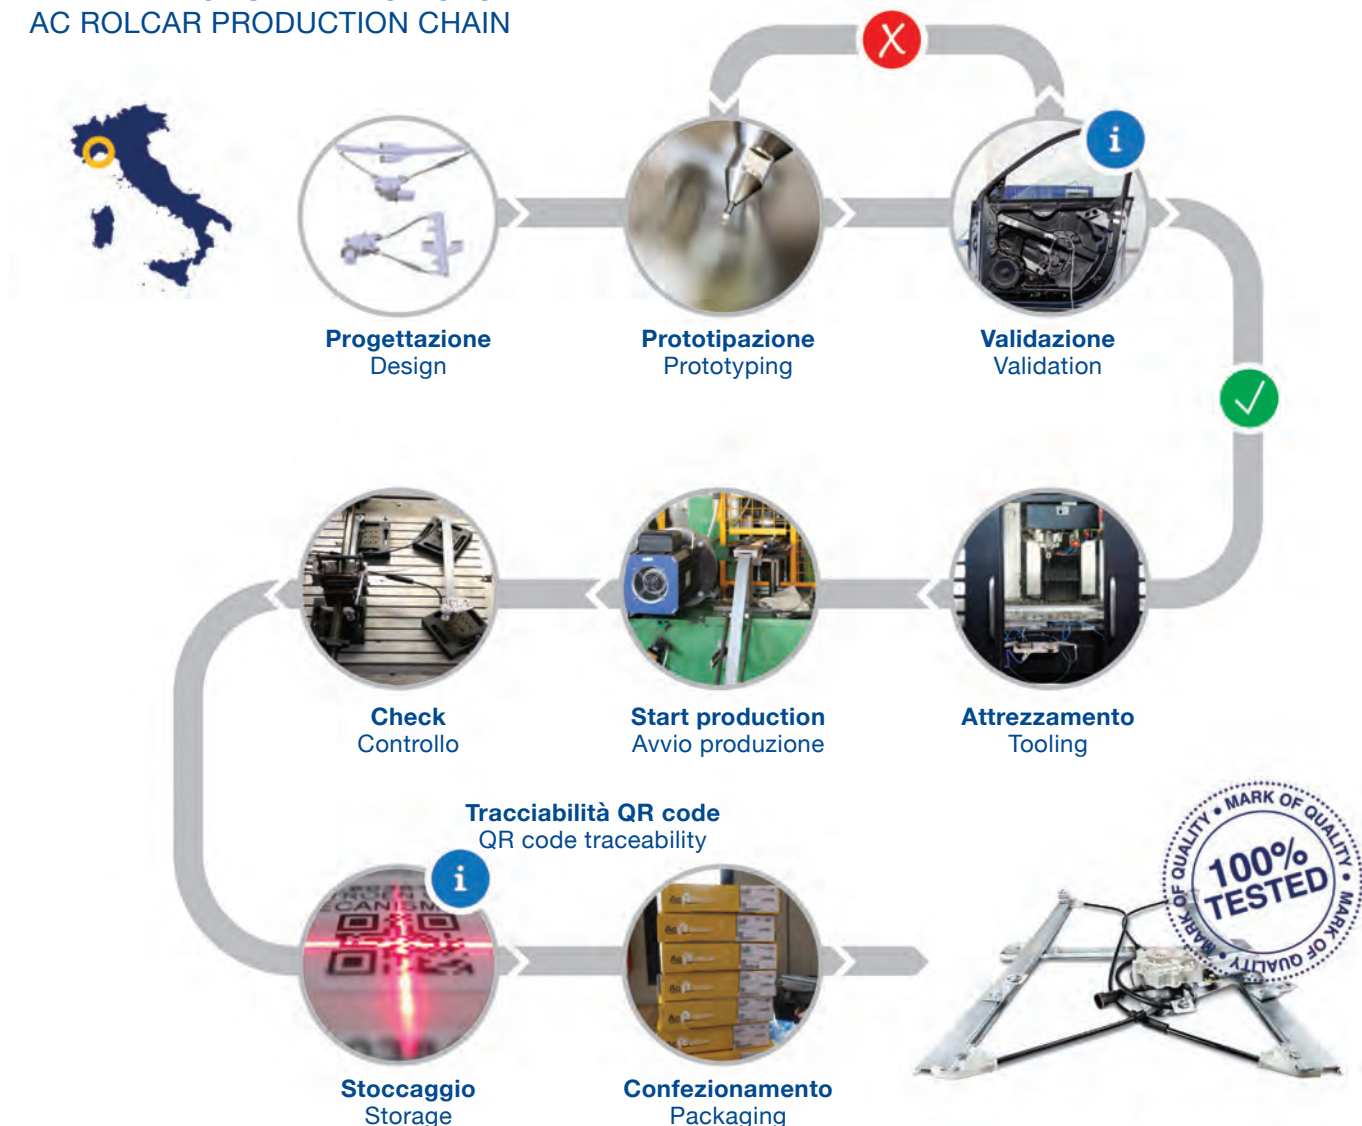 AC ROLCAR PRODUCTION CHAIN
X
i
Progettazione
Design
Prototipazione
Prototyping
Validazione
Validation
Check
Controllo
Start production
Avvio produzione
Attrezzamento
Tooling
Tracciabilità QR code
QR code traceability
i
MARK OF QUALITY • MARK OF QUALITY • MARK OF QUALITY •
100%
TESTED
Stoccaggio
Storage
Confezionamento
Packaging